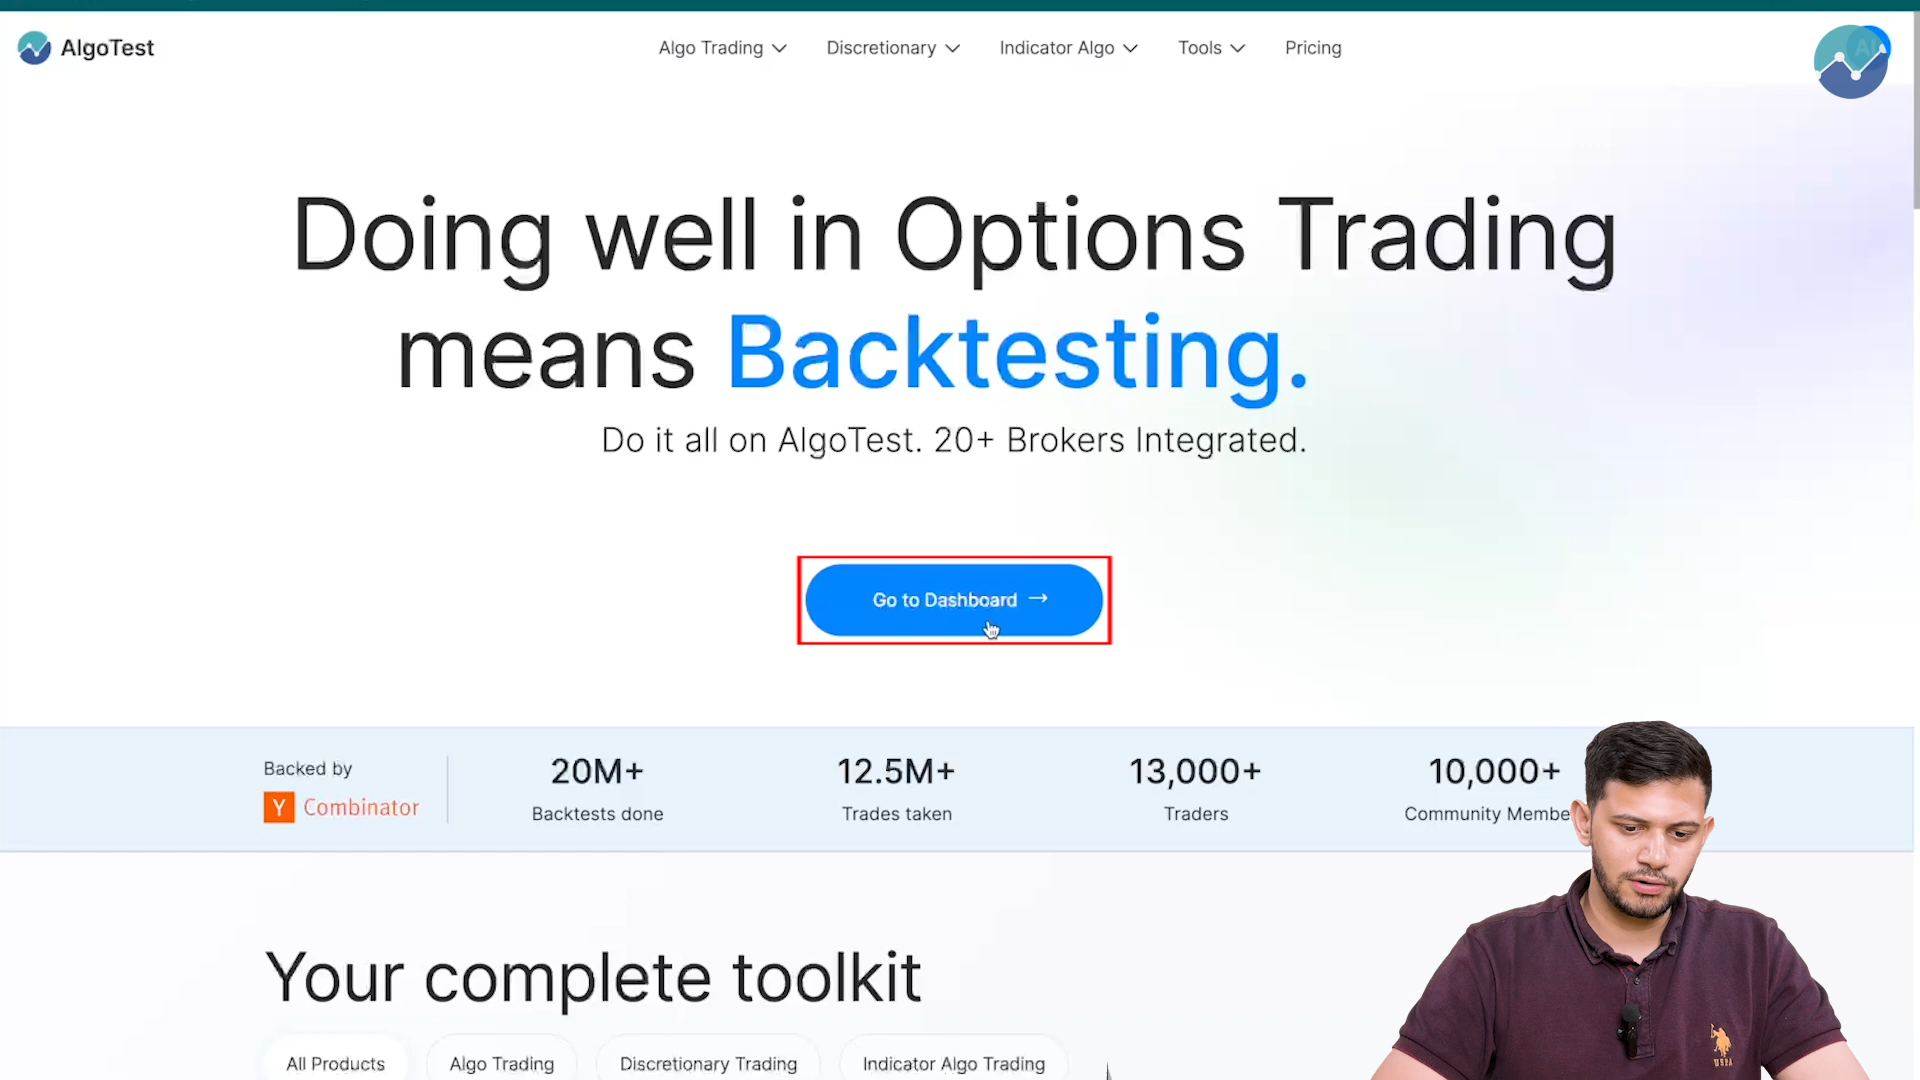 AlgoTest
Algo Trading
Discretionary
Indicator Algo
Tools
Pricing
Doing well in Options Trading
means Backtesting.
Do it all on AlgoTest. 20+ Brokers Integrated.
Go to Dashboard →
Backed by
Y Combinator
20M+
Backtests done
12.5M+
Trades taken
13,000+
Traders
10,000+
Community Membe
Your complete toolkit
All Products
Algo Trading
Discretionary Trading
Indicator Algo Trading
USPA